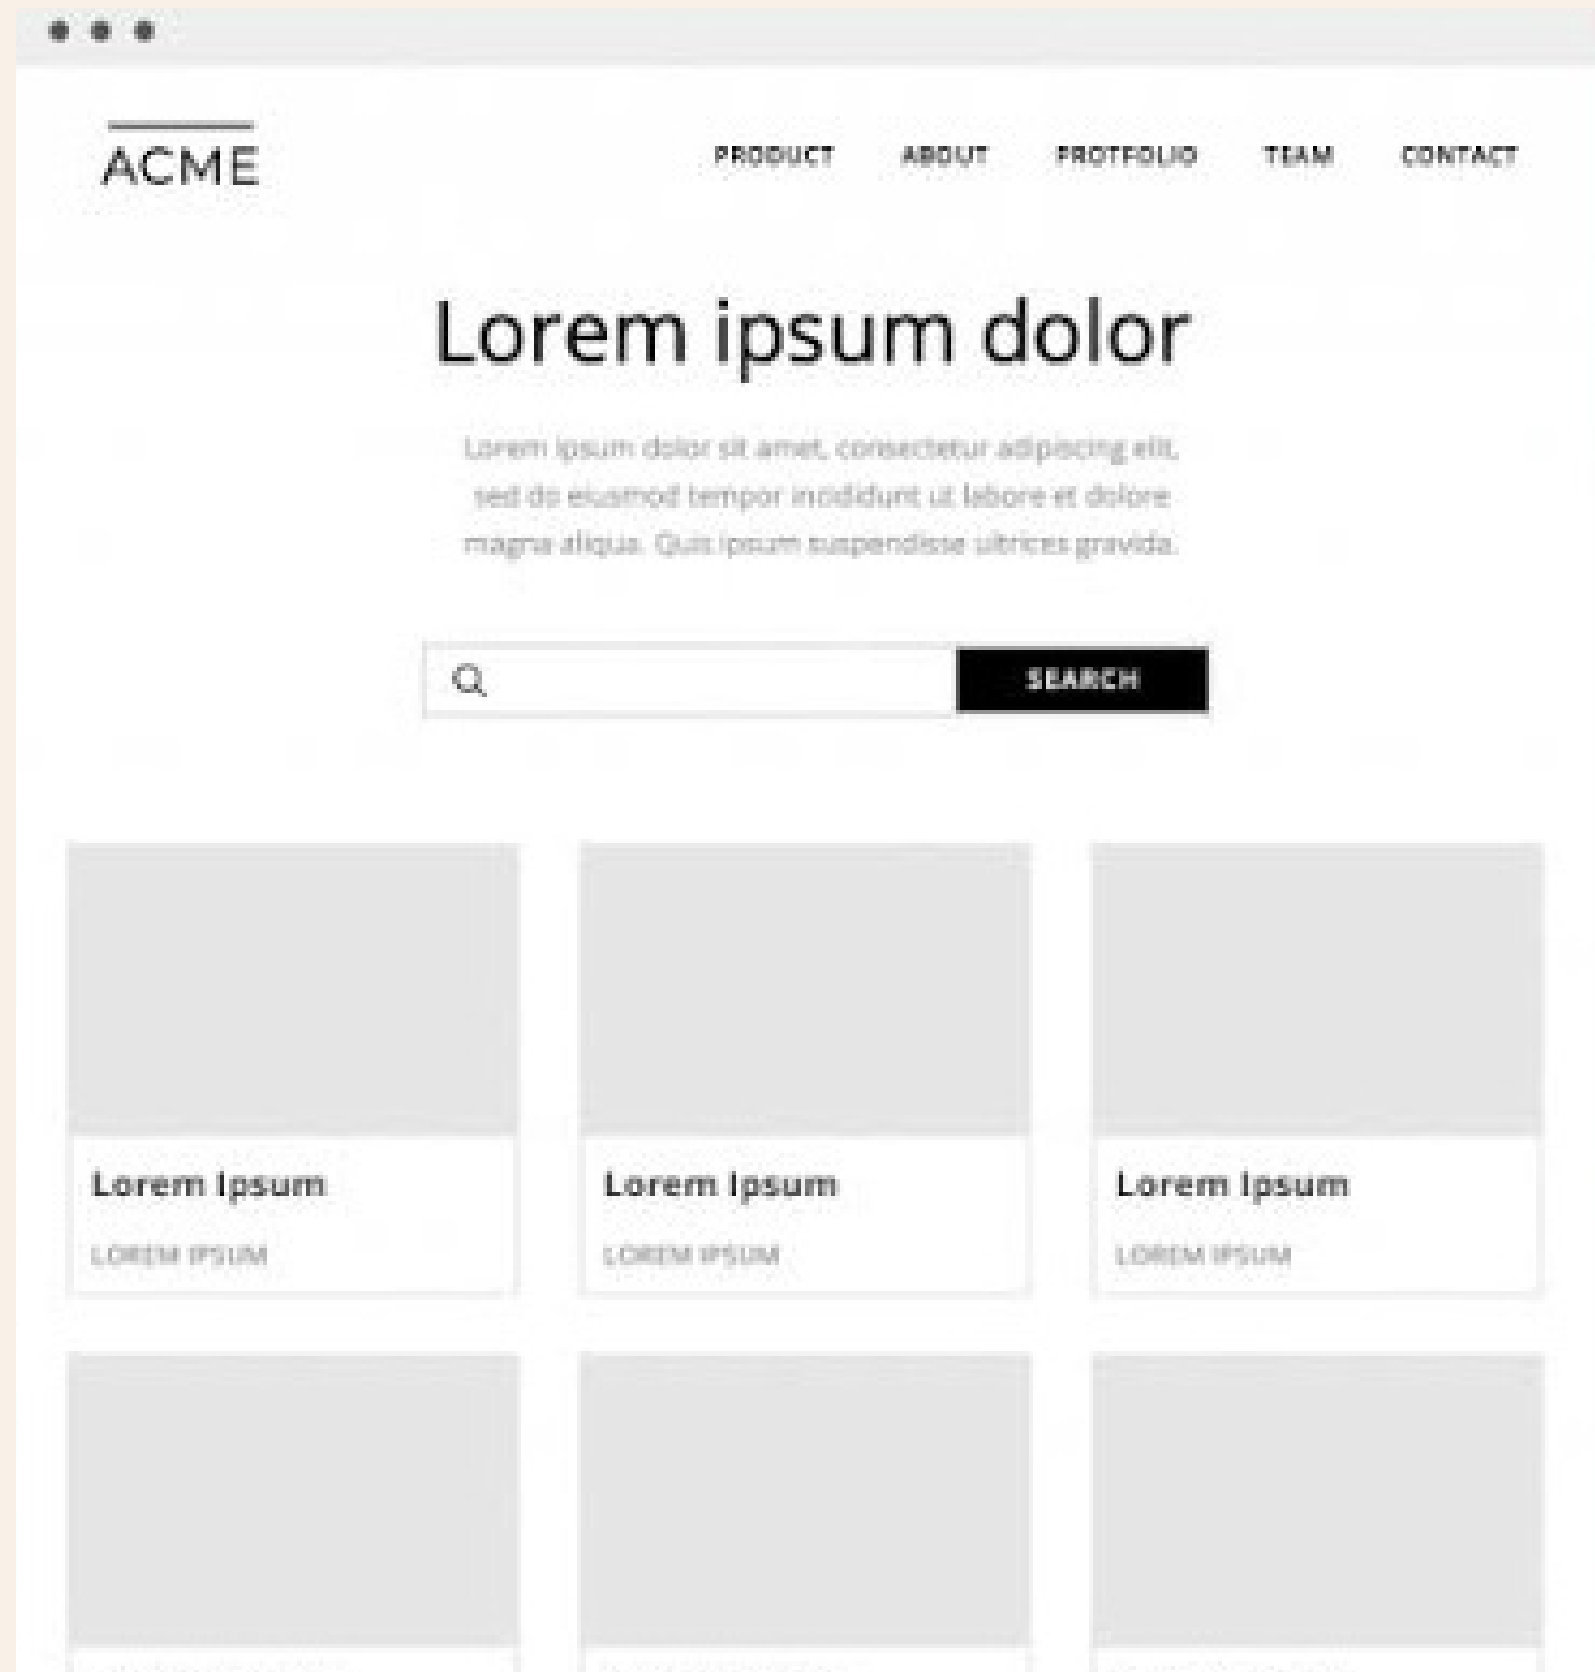 ACME
PRODUCT ABOUT PROTFOLIO TEAM CONTACT
Lorem ipsum dolor
Lorem ipsum dolor sit amet, consectetur adipiscing elit,
sed do eiusmod tempor incididunt ut labore et dolore
magna aliqua. Quis ipsum suspendisse ultrices gravida.
SEARCH
Lorem Ipsum
LOREM IPSUM
Lorem Ipsum
LOREM IPSUM
Lorem Ipsum
LOREM IPSUM